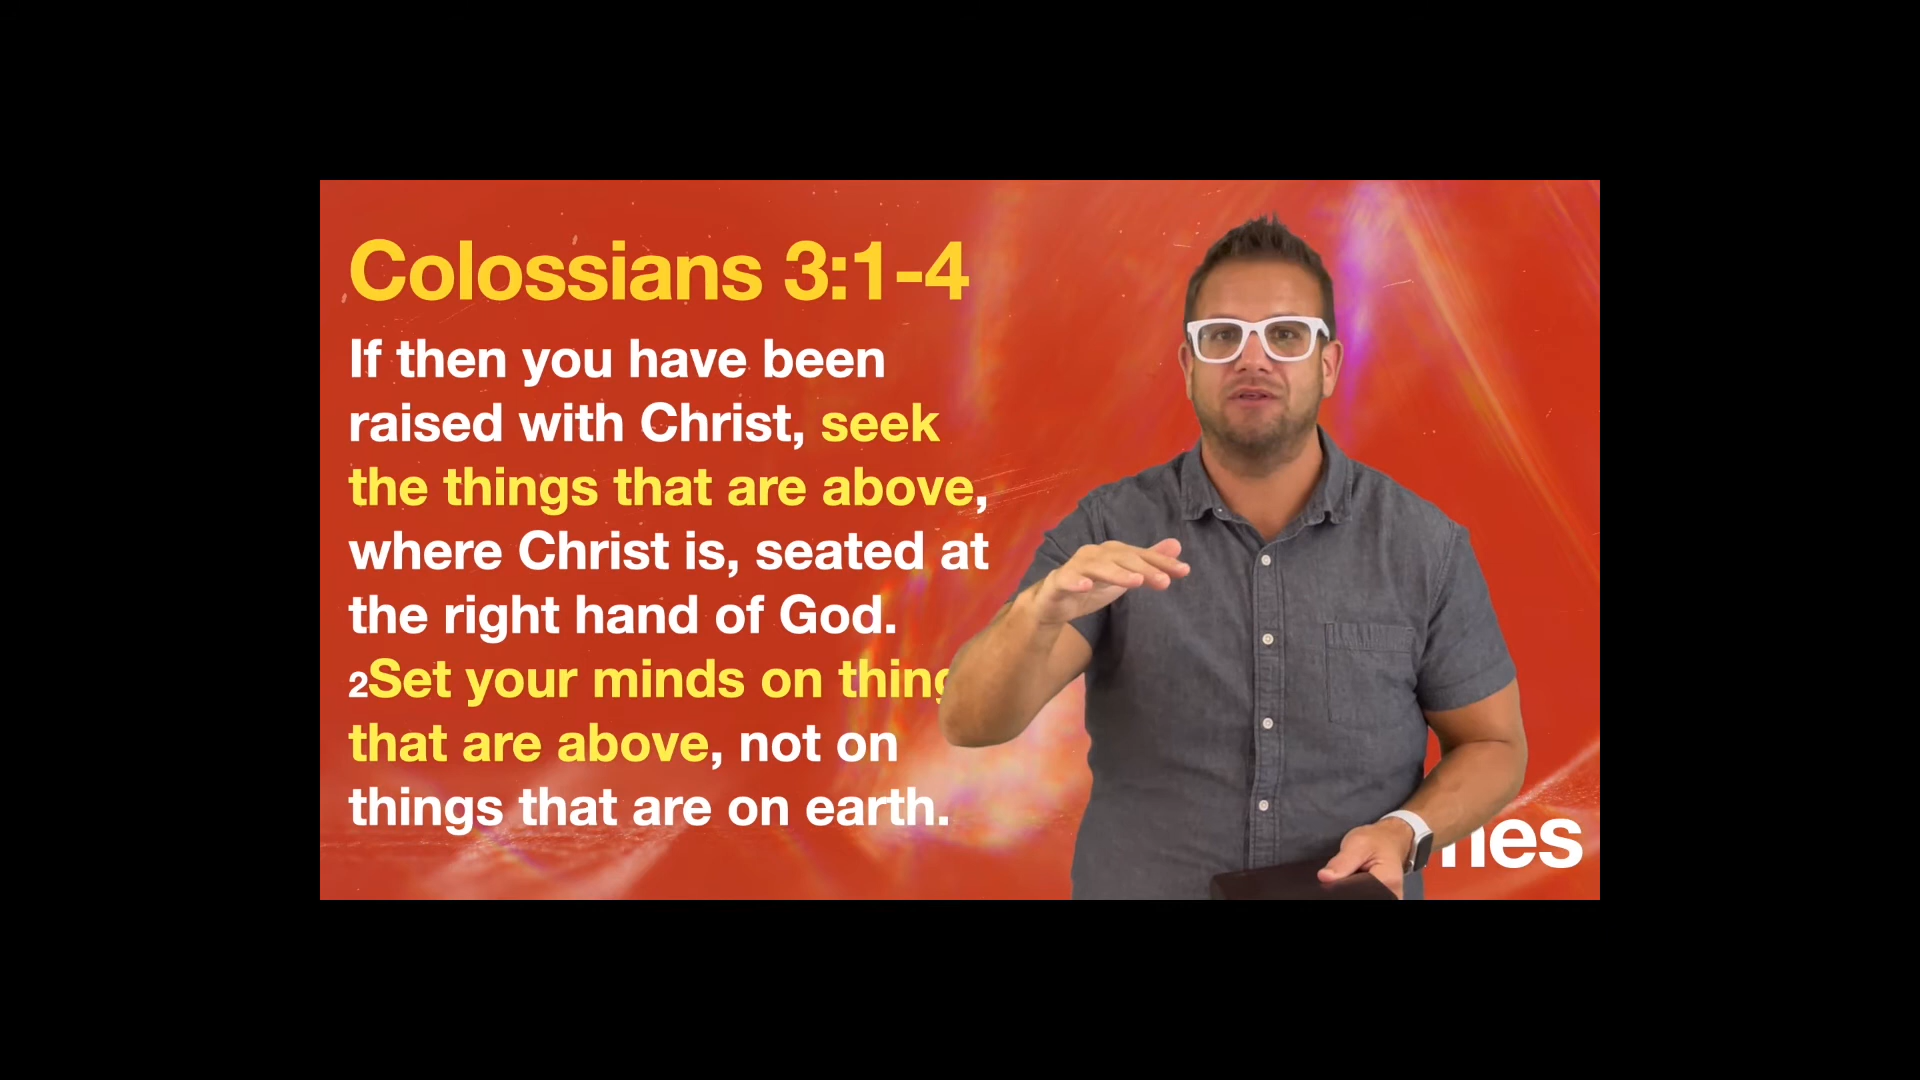 Colossians 3:1-4
If then you have been
raised with Christ, seek
the things that are above,
where Christ is, seated at
the right hand of God.
2Set your minds on thing
that are above, not on
things that are on earth.